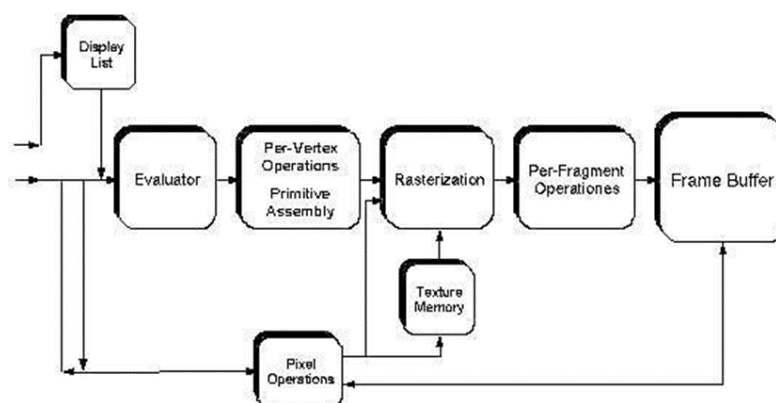 Display
List
Evaluator
Per-Vertex
Operations
Primitive
Assembly
Rasterization
Per-Fragment
Operationes
Frame Buffer
Texture
Memory
Pixel
Operations